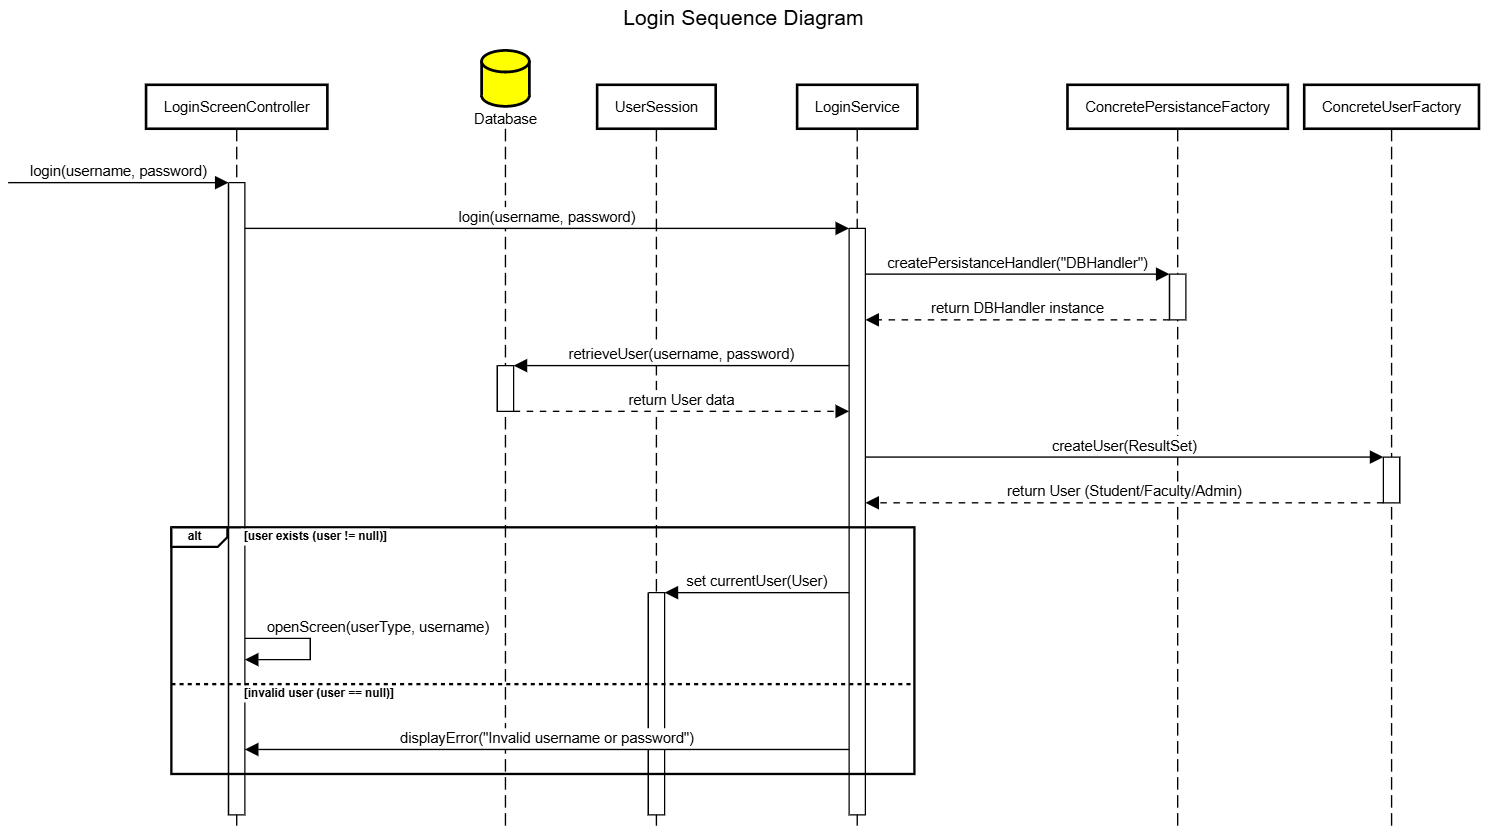 Login Sequence Diagram
LoginScreenController
Database
UserSession
LoginService
ConcretePersistanceFactory
ConcreteUserFactory
login(username, password)
login(username, password)
createPersistanceHandler("DBHandler")
return DBHandler instance
retrieveUser(username, password)
return User data
createUser(ResultSet)
return User (Student/Faculty/Admin)
alt
[user exists (user != null)]
set currentUser(User)
openScreen(userType, username)
[invalid user (user == null)]
displayError("Invalid username or password")